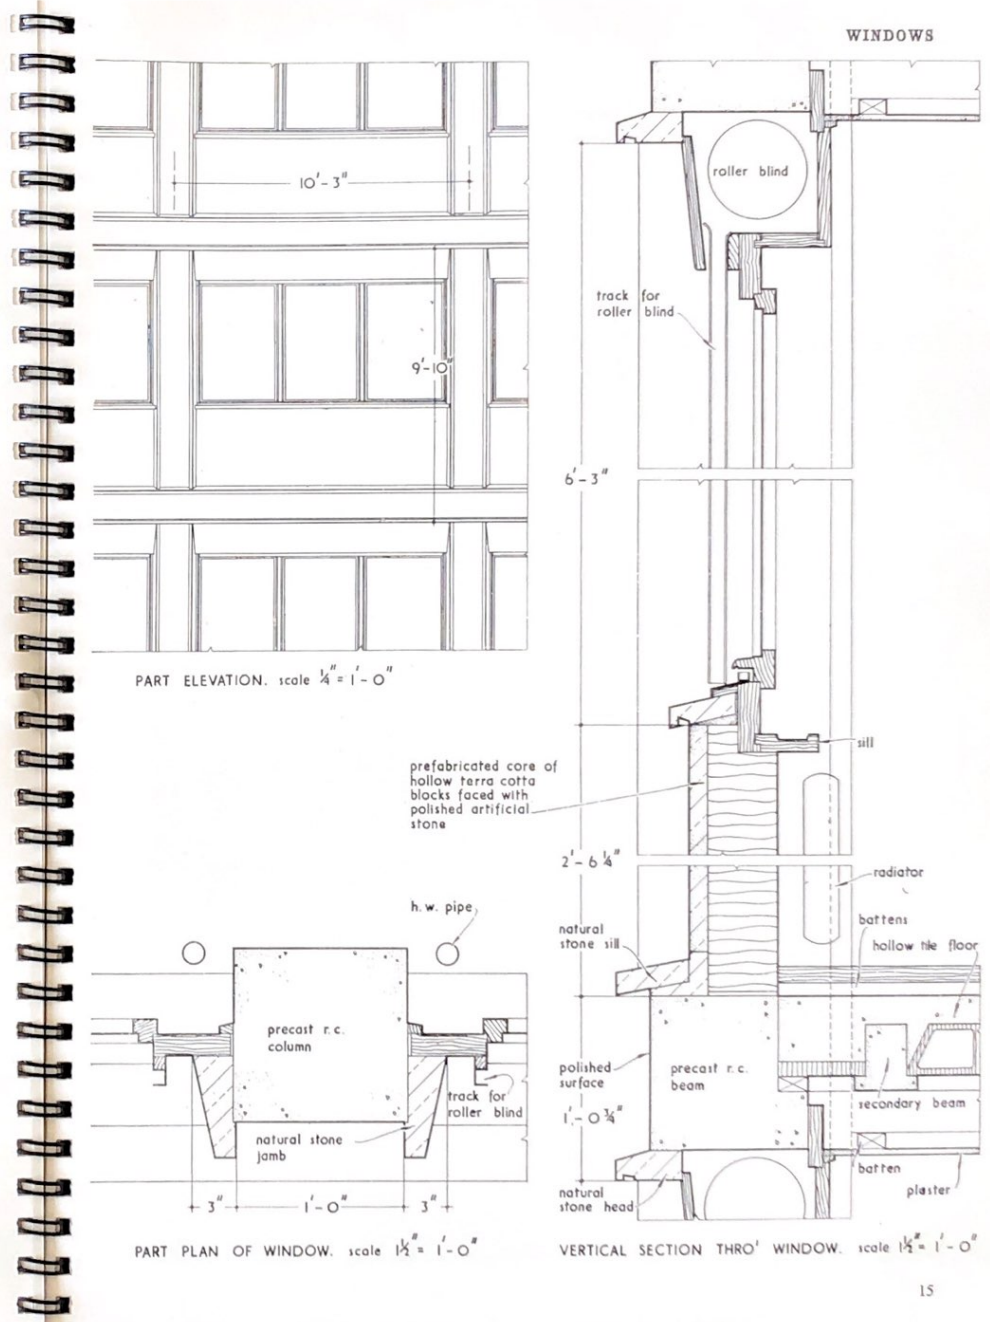 WINDOWS
10'-3"
9'-10"
PART ELEVATION. scale ¼" = 1'-0"
roller blind
track for
roller blind
6'-3"
sill
prefabricated core of
hollow terra cotta
blocks faced with
polished artificial
stone
2'-6¼"
radiator
battens
hollow tile floor
natural
stone sill
h.w. pipe
precast r.c.
column
track for
roller blind
natural stone
jamb
3"
1'-0"
3"
PART PLAN OF WINDOW. scale 1½" = 1'-0"
polished
surface
precast r.c.
beam
1'-0¾"
secondary beam
batten
plaster
natural
stone head
VERTICAL SECTION THRO' WINDOW. scale 1½" = 1'-0"
15